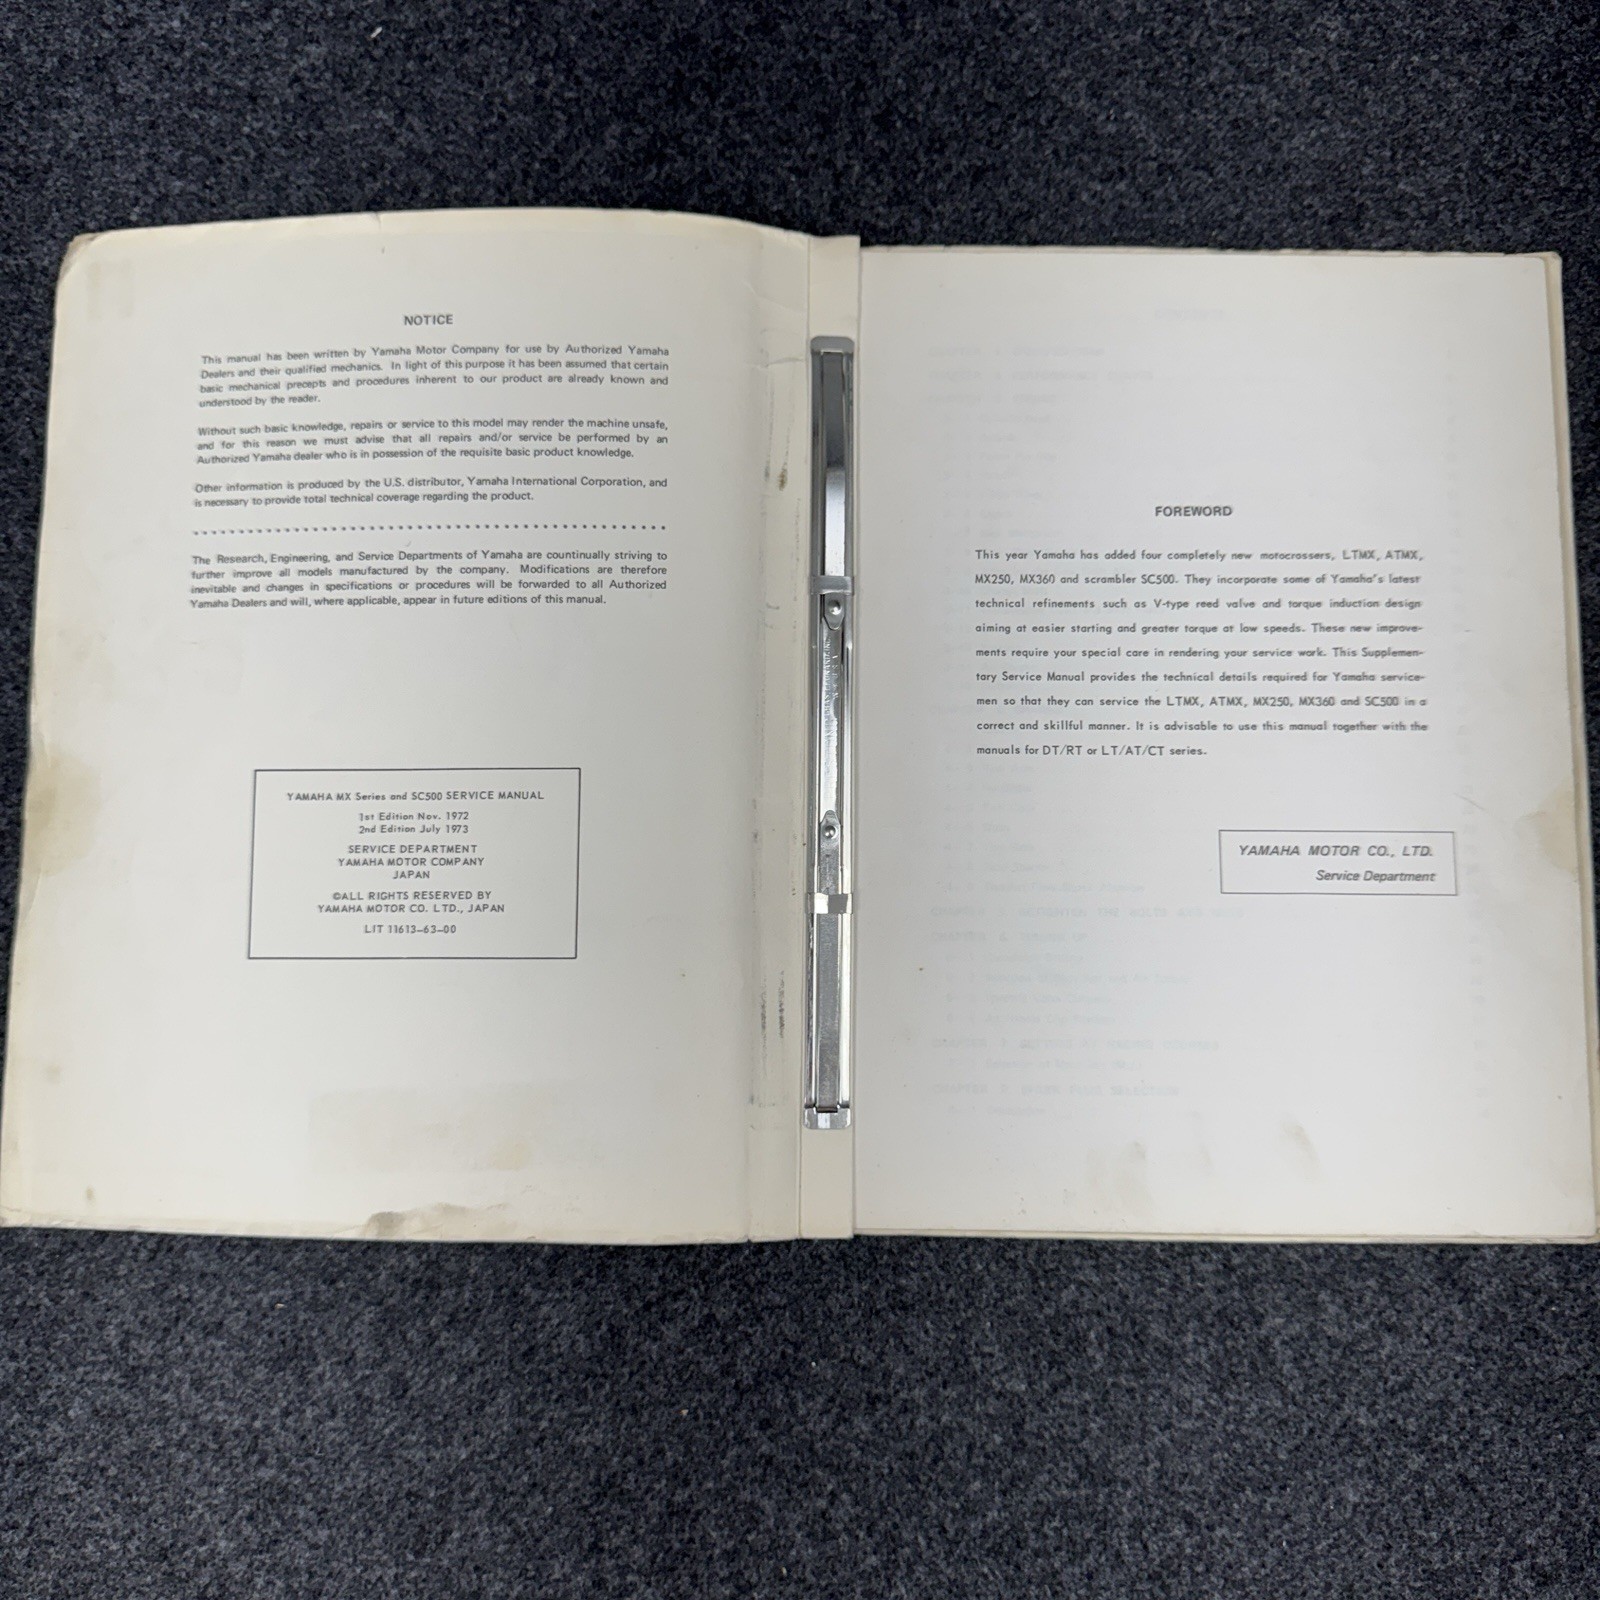 NOTICE
This manual has been written by Yamaha Motor Company for use by Authorized Yamaha
Dealers and their qualified mechanics. In light of this purpose it has been assumed that certain
basic mechanical precepts and procedures inherent to our product are already known and
understood by the reader.
Without such basic knowledge, repairs or service to this model may render the machine unsafe,
and for this reason we must advise that all repairs and/or service be performed by an
Authorized Yamaha dealer who is in possession of the requisite basic product knowledge.
Other information is produced by the U.S. distributor, Yamaha International Corporation, and
is necessary to provide total technical coverage regarding the product.
The Research, Engineering, and Service Departments of Yamaha are countinually striving to
further improve all models manufactured by the company. Modifications are therefore
inevitable and changes in specifications or procedures will be forwarded to all Authorized
Yamaha Dealers and will, where applicable, appear in future editions of this manual.
YAMAHA MX Series and SC500 SERVICE MANUAL
1st Edition Nov. 1972
2nd Edition July 1973
SERVICE DEPARTMENT
YAMAHA MOTOR COMPANY
JAPAN
©ALL RIGHTS RESERVED BY
YAMAHA MOTOR CO. LTD., JAPAN
LIT 11613-63-00
FOREWORD
This year Yamaha has added four completely new motocrossers, LTMX, ATMX,
MX250, MX360 and scrambler SC500. They incorporate some of Yamaha's latest
technical refinements such as V-type reed valve and torque induction design
aiming at easier starting and greater torque at low speeds. These new improve-
ments require your special care in rendering your service work. This Supplemen-
tary Service Manual provides the technical details required for Yamaha service-
men so that they can service the LTMX, ATMX, MX250, MX360 and SC500 in a
correct and skillful manner. It is advisable to use this manual together with the
manuals for DT/RT or LT/AT/CT series.
YAMAHA MOTOR CO., LTD.
Service Department